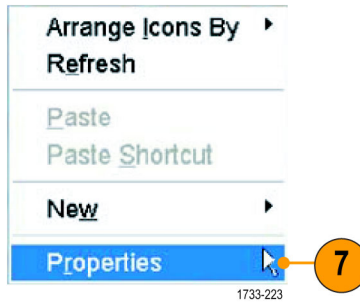 Arrange Icons By
Refresh
Paste
Paste Shortcut
New
Properties
7
1733-223